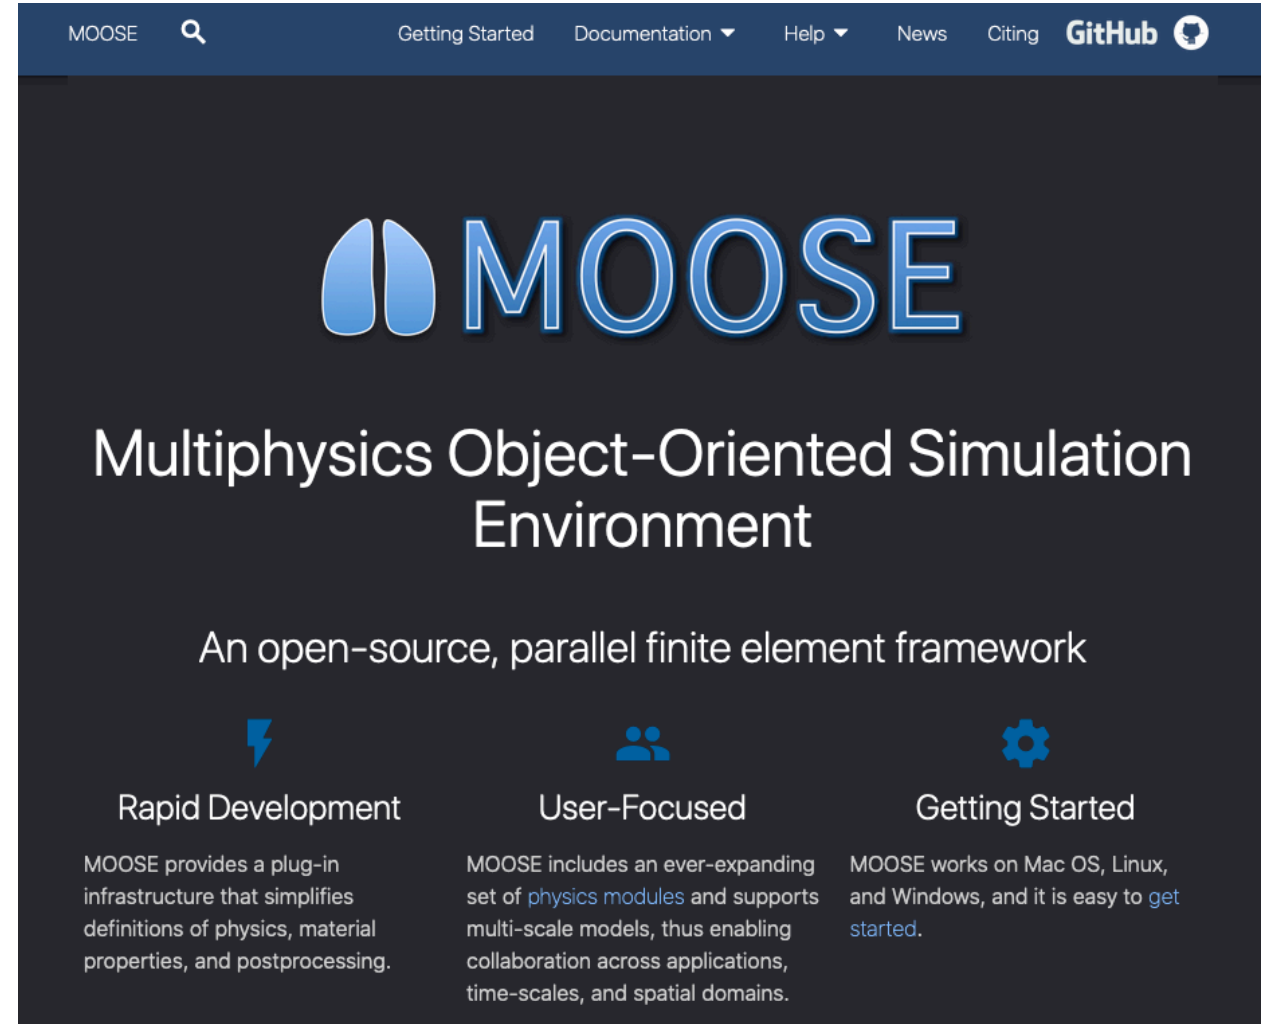 MOOSE Getting Started Documentation Help News Citing GitHub
MOOSE
Multiphysics Object-Oriented Simulation
Environment
An open-source, parallel finite element framework
Rapid Development
MOOSE provides a plug-in
infrastructure that simplifies
definitions of physics, material
properties, and postprocessing.
User-Focused
MOOSE includes an ever-expanding
set of physics modules and supports
multi-scale models, thus enabling
collaboration across applications,
time-scales, and spatial domains.
Getting Started
MOOSE works on Mac OS, Linux,
and Windows, and it is easy to get
started.